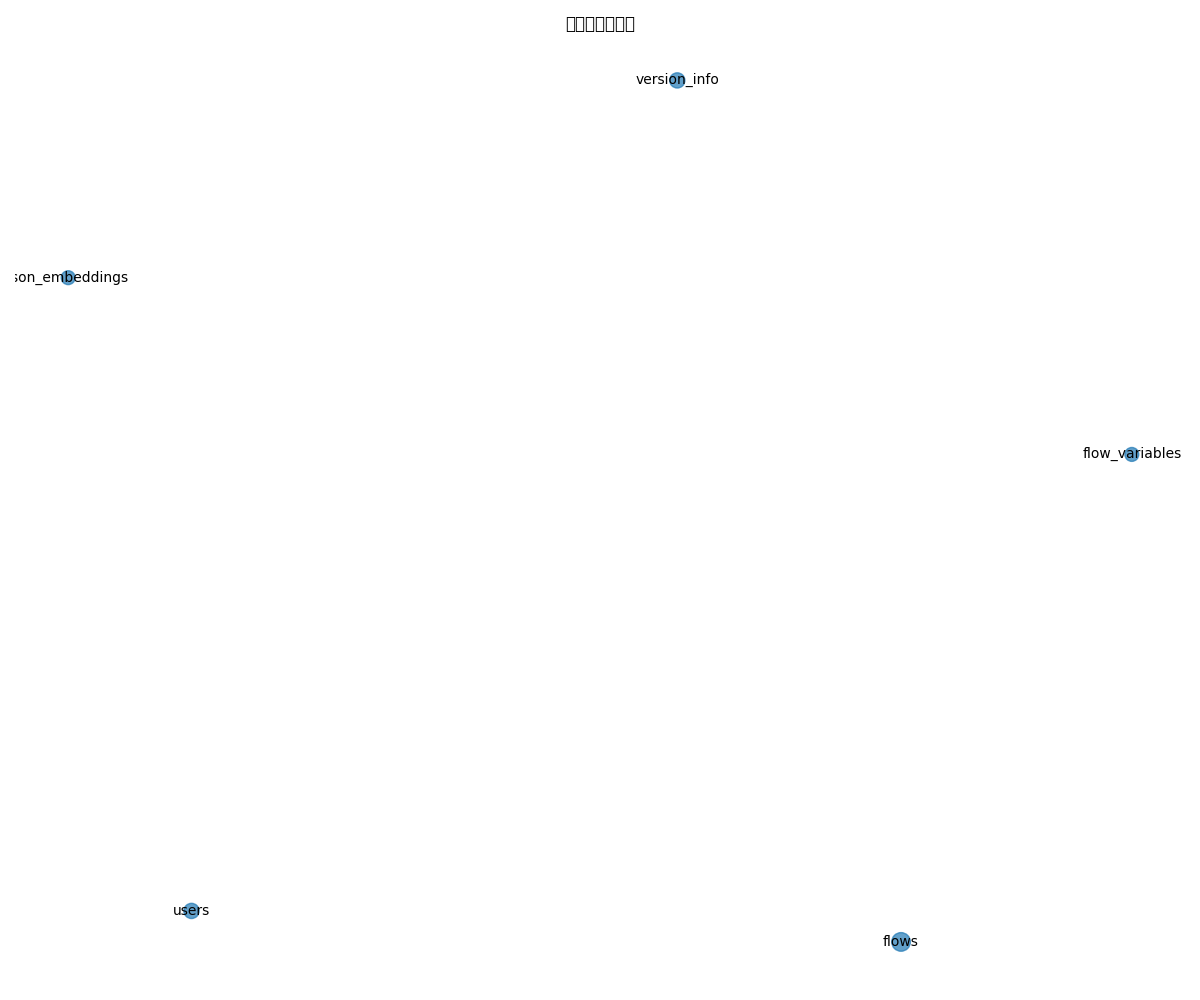 version_info
son_embeddings
flow_variables
users
flows